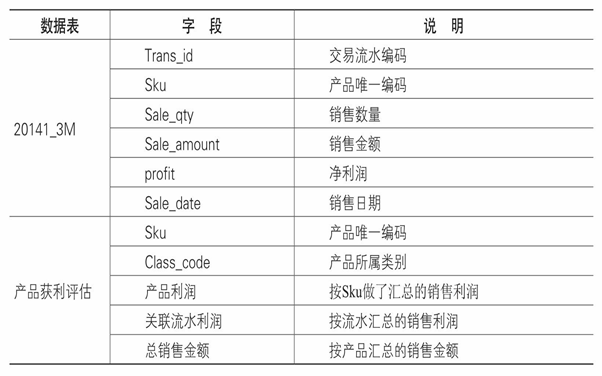 数据表 字 段 说 明
Trans_id 交易流水编码
Sku 产品唯一编码
Sale_qty 销售数量
20141_3M Sale_amount 销售金额
profit 净利润
Sale_date 销售日期
Sku 产品唯一编码
Class_code 产品所属类别
产品获利评估 产品利润 按Sku做了汇总的销售利润
关联流水利润 按流水汇总的销售利润
总销售金额 按产品汇总的销售金额